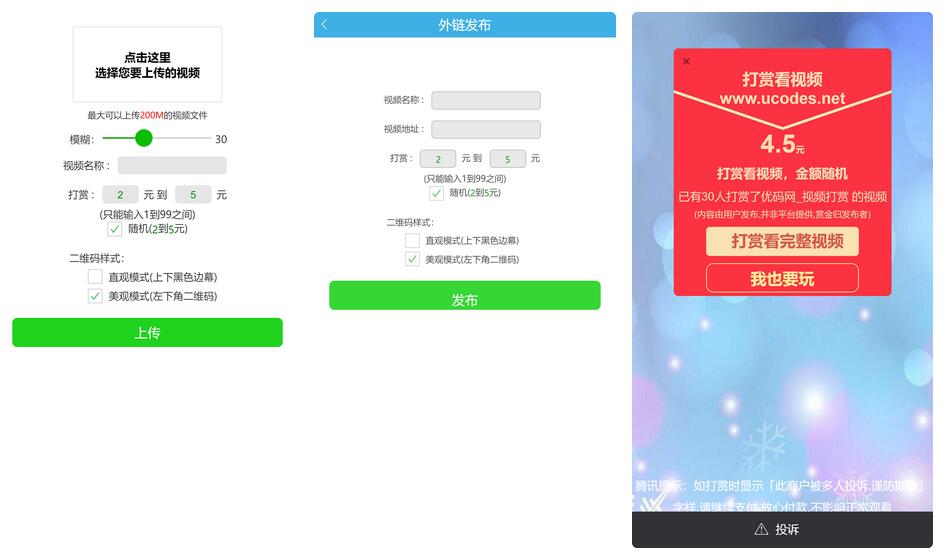 点击这里
选择您要上传的视频
最大可以上传200M的视频文件
模糊: 30
视频名称：
打赏： 2 元 到 5 元
(只能输入1到99之间)
随机(2到5元)
二维码样式：
直观模式(上下黑色边幕)
美观模式(左下角二维码)
上传
外链发布
视频名称：
视频地址：
打赏： 2 元 到 5 元
(只能输入1到99之间)
随机(2到5元)
二维码样式：
直观模式(上下黑色边幕)
美观模式(左下角二维码)
发布
打赏看视频
www.ucodes.net
4.5元
打赏看视频，金额随机
已有30人打赏了优码网_视频打赏 的视频
(内容由用户发布,并非平台提供,赏金归发布者)
打赏看完整视频
我也要玩
腾讯提示：如打赏时显示「此商户被多人投诉,谨防欺诈」
字样,请继续支付,放心付款,不影响正常观看
投诉